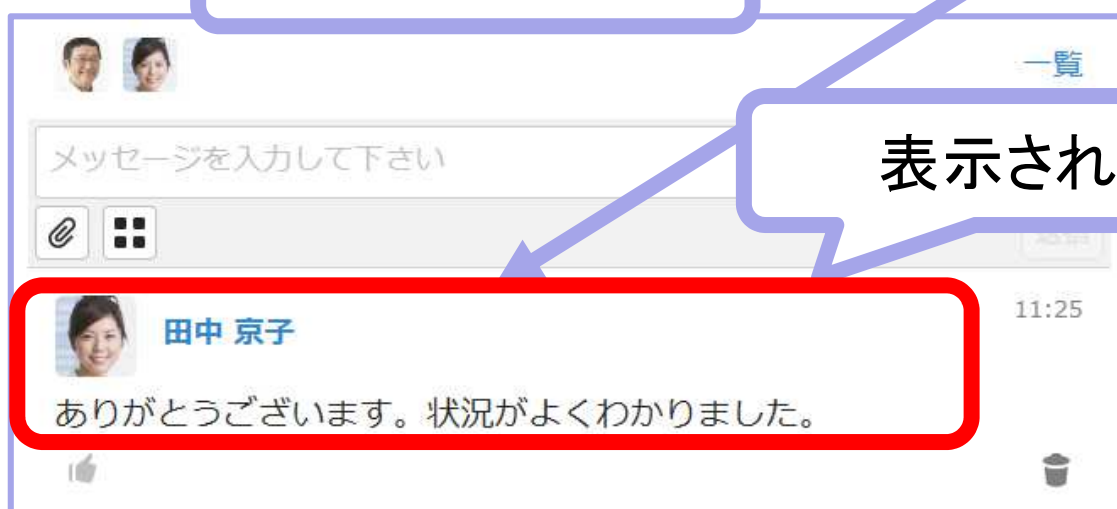 一覧
メッセージを入力して下さい
表示され
田中 京子
11:25
ありがとうございます。状況がよくわかりました。